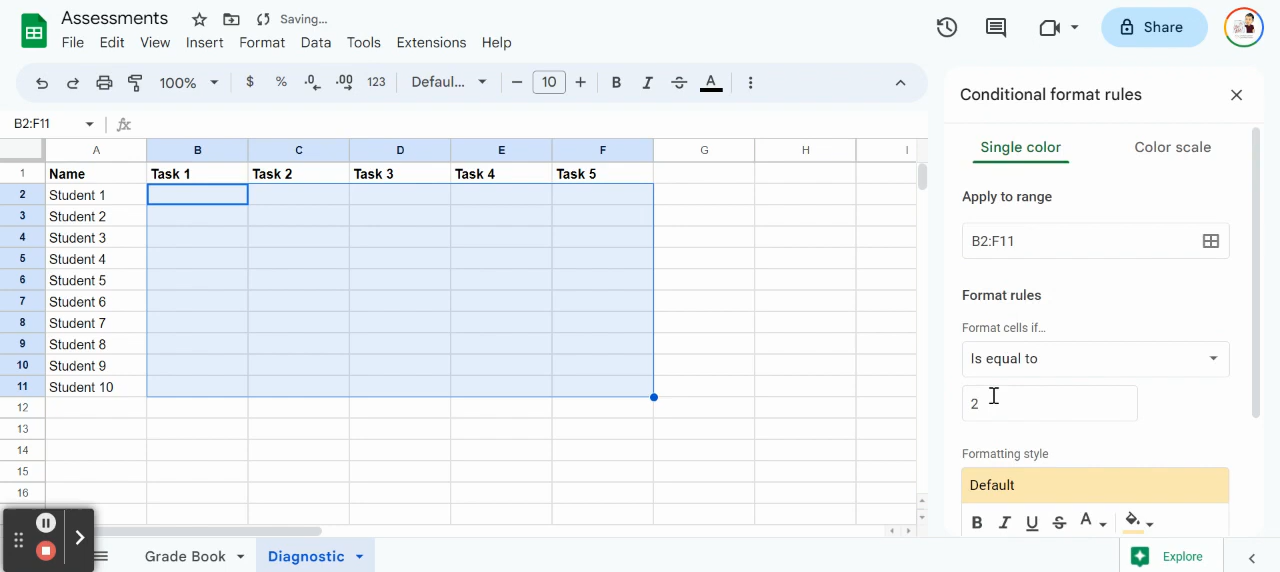 Assessments Saving...
File Edit View Insert Format Data Tools Extensions Help
Share
100% $ % .0 .00 123 Defaul... 10 B I S A
B2:F11 fx
A B C D E F G H I
1 Name Task 1 Task 2 Task 3 Task 4 Task 5
2 Student 1
3 Student 2
4 Student 3
5 Student 4
6 Student 5
7 Student 6
8 Student 7
9 Student 8
10 Student 9
11 Student 10
12
13
14
15
16
Grade Book Diagnostic
Explore
Conditional format rules
Single color Color scale
Apply to range
B2:F11
Format rules
Format cells if...
Is equal to
2
Formatting style
Default
B I U S A